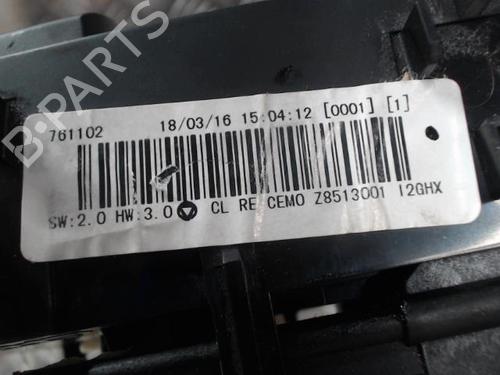 761102 18/03/16 15:04:12 [0001] [1]
SW:2.0 HW:3.0 CL RE CEMO Z8513001 I2GHX
B